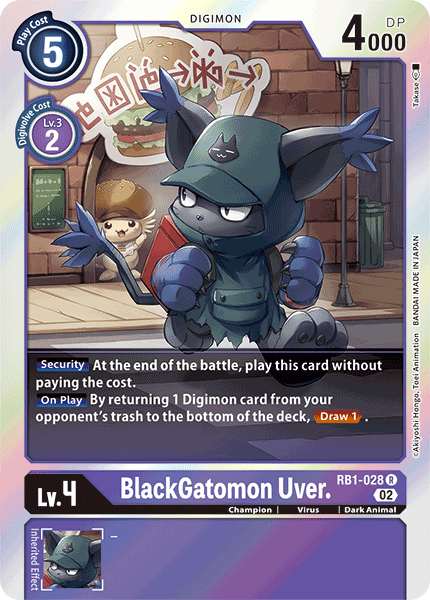 DIGIMON
Play Cost
5
4000
DP
Digivolve Cost
Lv.3
2
Takase
©Akiyoshi Hongo, Toei Animation BANDAI MADE IN JAPAN
Security At the end of the battle, play this card without
paying the cost.
On Play By returning 1 Digimon card from your
opponent's trash to the bottom of the deck, Draw 1 .
Lv.4
BlackGatomon Uver.
RB1-028 R
02
Champion | Virus | Dark Animal
Inherited Effect
–